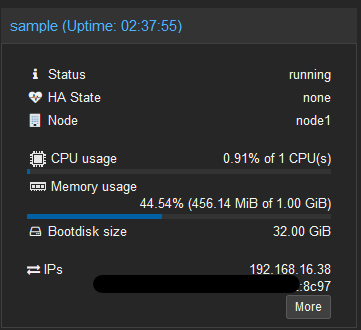 sample (Uptime: 02:37:55)
Status running
HA State none
Node node1
CPU usage 0.91% of 1 CPU(s)
Memory usage
44.54% (456.14 MiB of 1.00 GiB)
Bootdisk size 32.00 GiB
IPs 192.168.16.38
:8c97
More